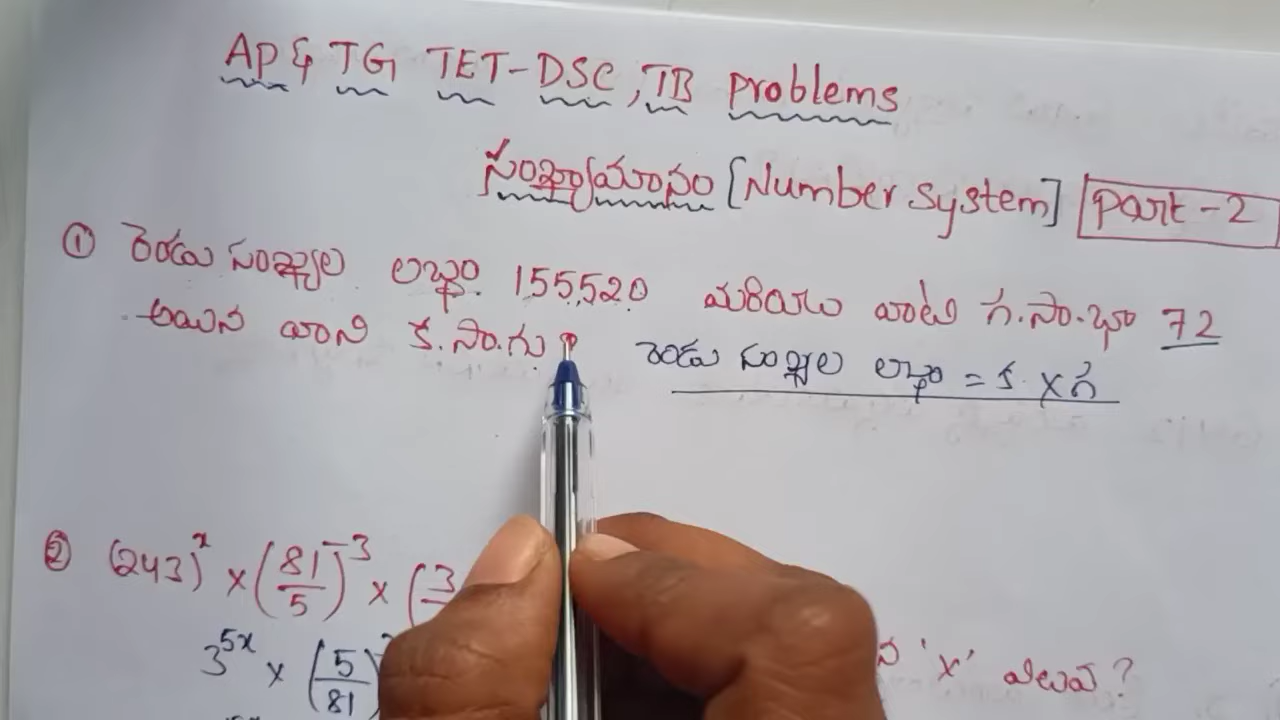 AP & TG TET-DSC, TB Problems
సంఖ్యామానం [Number System] Part-2
① రెండు సంఖ్యల లబ్ధం 155520 మరియు వాటి గ.సా.భా 72
అయిన వాని క.సా.గు ?
రెండు సంఖ్యల లబ్ధం = క. × గ
② (243)^x × (81/5)^-3 × (3
3^5x × (5/81)
'x' విలువ ?